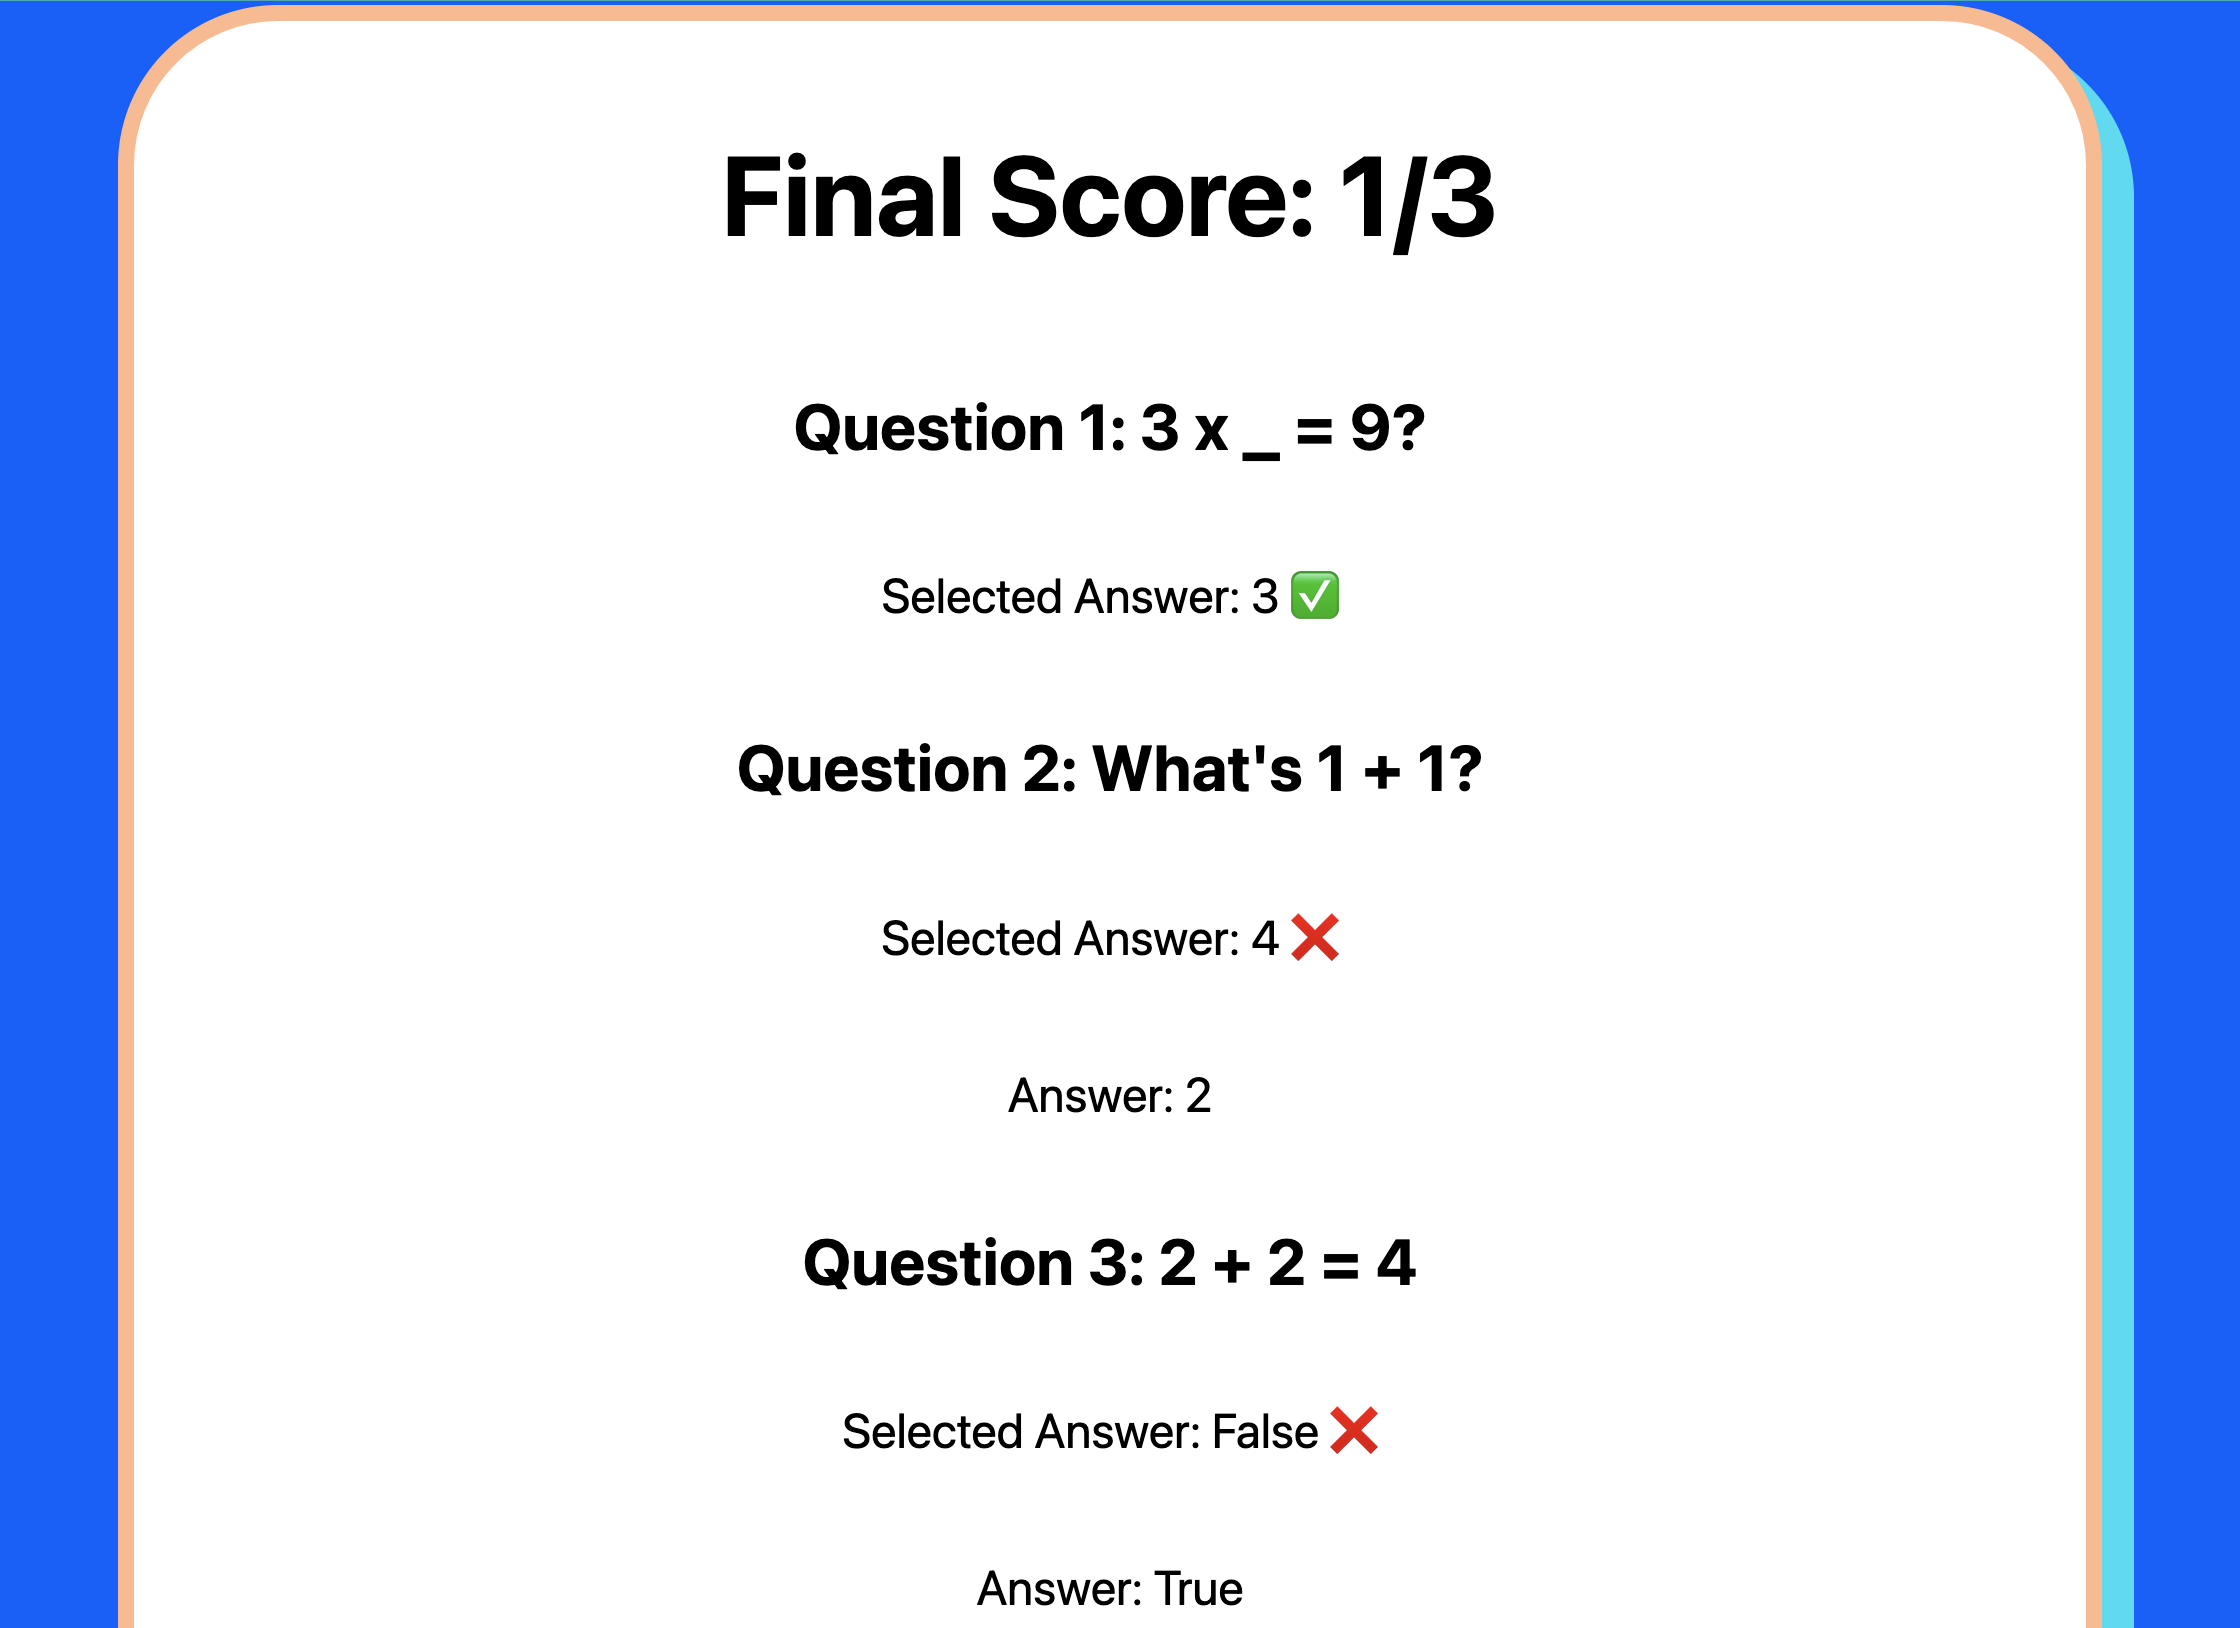 Final Score: 1/3
Question 1: 3 x _ = 9?
Selected Answer: 3 ✅
Question 2: What's 1 + 1?
Selected Answer: 4 ❌
Answer: 2
Question 3: 2 + 2 = 4
Selected Answer: False ❌
Answer: True